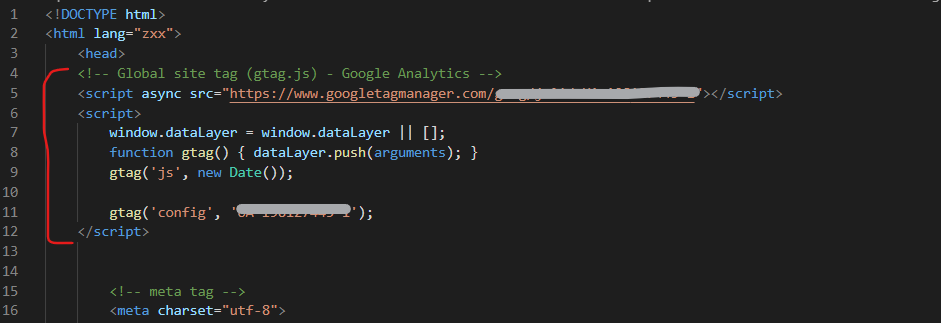 1 <!DOCTYPE html>
2 <html lang="zxx">
3 <head>
4 <!-- Global site tag (gtag.js) - Google Analytics -->
5 <script async src="https://www.googletagmanager.com/ "></script>
6 <script>
7 window.dataLayer = window.dataLayer || [];
8 function gtag() { dataLayer.push(arguments); }
9 gtag('js', new Date());
10
11 gtag('config', ' ');
12 </script>
13
14
15 <!-- meta tag -->
16 <meta charset="utf-8">